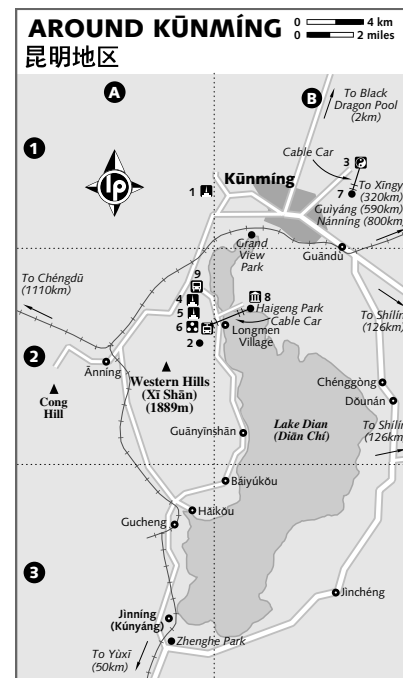 AROUND KŪNMÍNG
昆明地区
0 4 km
0 2 miles
A
B
1
To Black
Dragon Pool
(2km)
Cable Car
3
Kūnmíng
1
7
To Xīngyì
(320km)
Guìyáng (590km)
Nánníng (800km)
lp
Grand
View
Park
Guāndù
To Chéngdū
(1110km)
9
4
5
6
2
8
Haigeng Park
Cable Car
Longmen
Village
To Shílín
(126km)
2
Ānníng
Western Hills
(Xī Shān)
(1889m)
Cong
Hill
Chénggòng
Dǒunán
Lake Dian
(Diān Chí)
Guānyīnshān
To Shílín
(126km)
Báiyúkǒu
Hǎikǒu
Gucheng
3
Jìnchéng
Jìnníng
(Kūnyáng)
Zhenghe Park
To Yùxī
(50km)